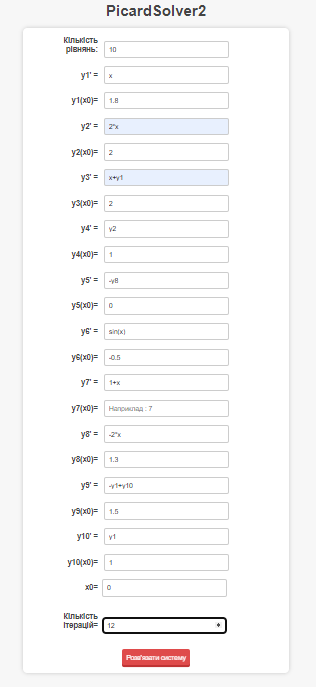 PicardSolver2
Кількість
рівнянь:
10
y1' =
x
y1(x0)=
1.8
y2' =
2*x
y2(x0)=
2
y3' =
x+y1
y3(x0)=
2
y4' =
y2
y4(x0)=
1
y5' =
-y8
y5(x0)=
0
y6' =
sin(x)
y6(x0)=
-0.5
y7' =
1+x
y7(x0)=
Наприклад : 7
y8' =
-2*x
y8(x0)=
1.3
y9' =
-y1+y10
y9(x0)=
1.5
y10' =
y1
y10(x0)=
1
x0=
0
Кількість
ітерацій=
12
Розв'язати систему